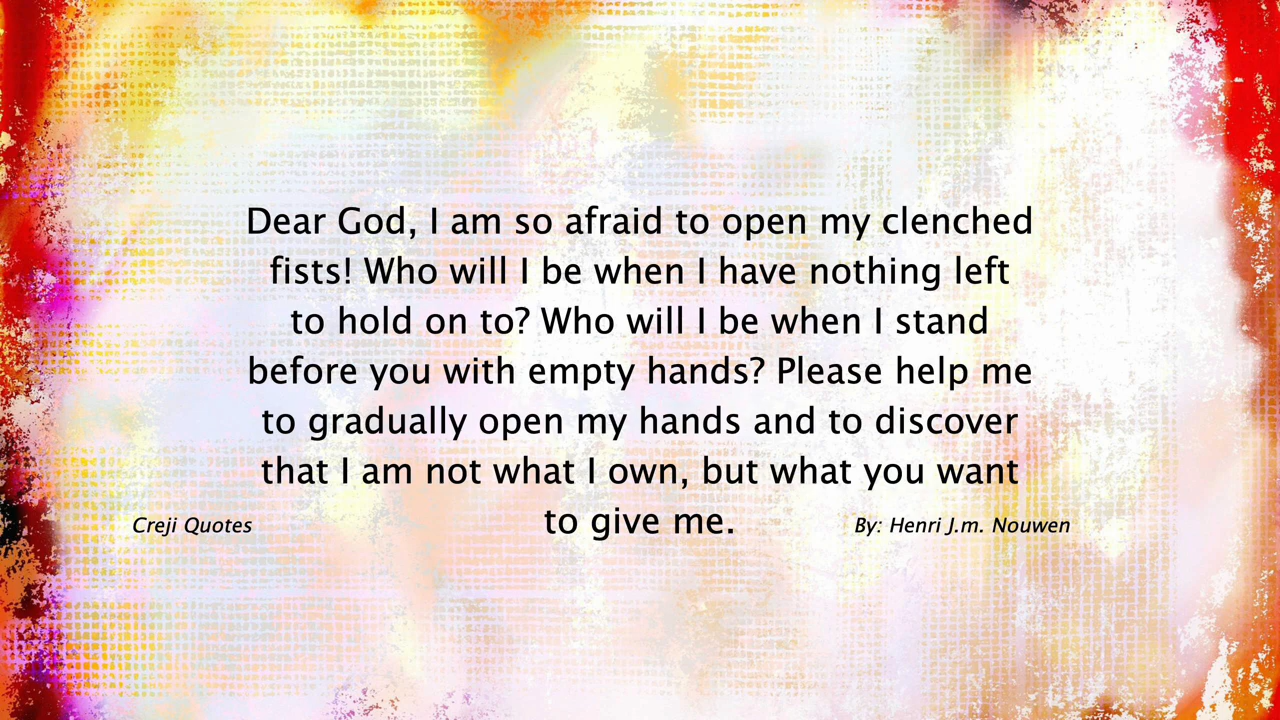 Dear God, I am so afraid to open my clenched
fists! Who will I be when I have nothing left
to hold on to? Who will I be when I stand
before you with empty hands? Please help me
to gradually open my hands and to discover
that I am not what I own, but what you want
to give me.
Creji Quotes
By: Henri J.m. Nouwen